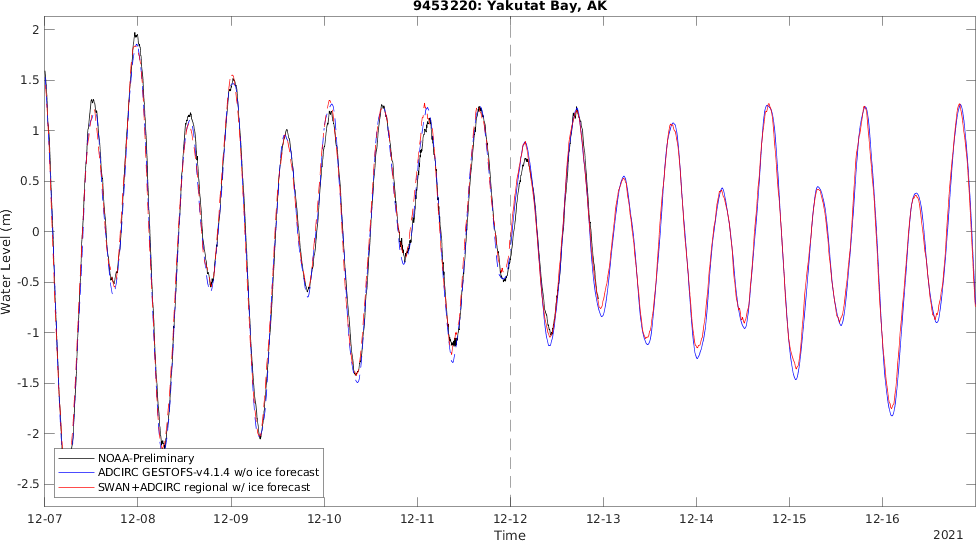 9453220: Yakutat Bay, AK
2
1.5
1
0.5
0
-0.5
-1
-1.5
-2
-2.5
Water Level (m)
NOAA-Preliminary
ADCIRC GESTOFS-v4.1.4 w/o ice forecast
SWAN+ADCIRC regional w/ ice forecast
12-07 12-08 12-09 12-10 12-11 12-12 12-13 12-14 12-15 12-16
Time
2021